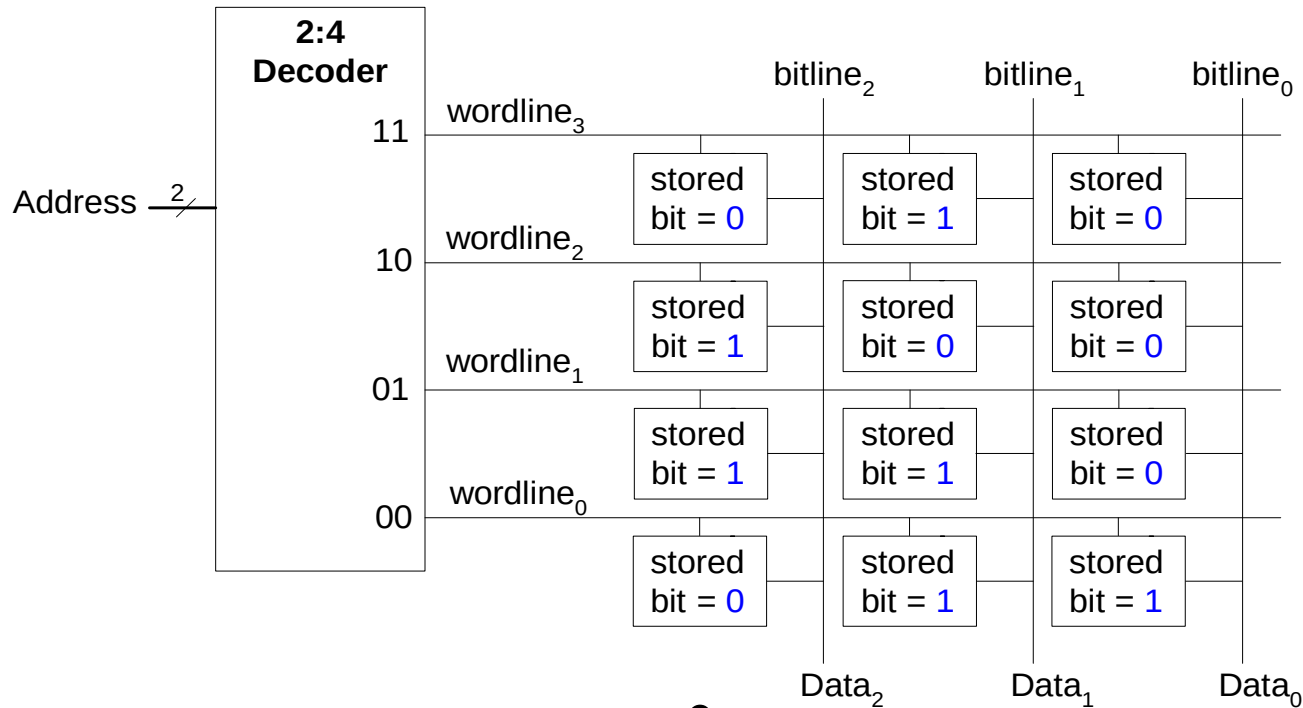 2:4
Decoder
bitline₂ bitline₁ bitline₀
wordline₃
11
stored stored stored
bit = 0 bit = 1 bit = 0
Address 2
wordline₂
10
stored stored stored
bit = 1 bit = 0 bit = 0
wordline₁
01
stored stored stored
bit = 1 bit = 1 bit = 0
wordline₀
00
stored stored stored
bit = 0 bit = 1 bit = 1
Data₂ Data₁ Data₀